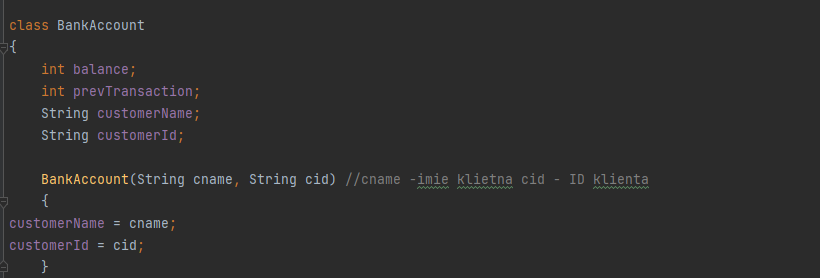 class BankAccount
{
int balance;
int prevTransaction;
String customerName;
String customerId;
BankAccount(String cname, String cid) //cname -imie klietna cid - ID klienta
{
customerName = cname;
customerId = cid;
}